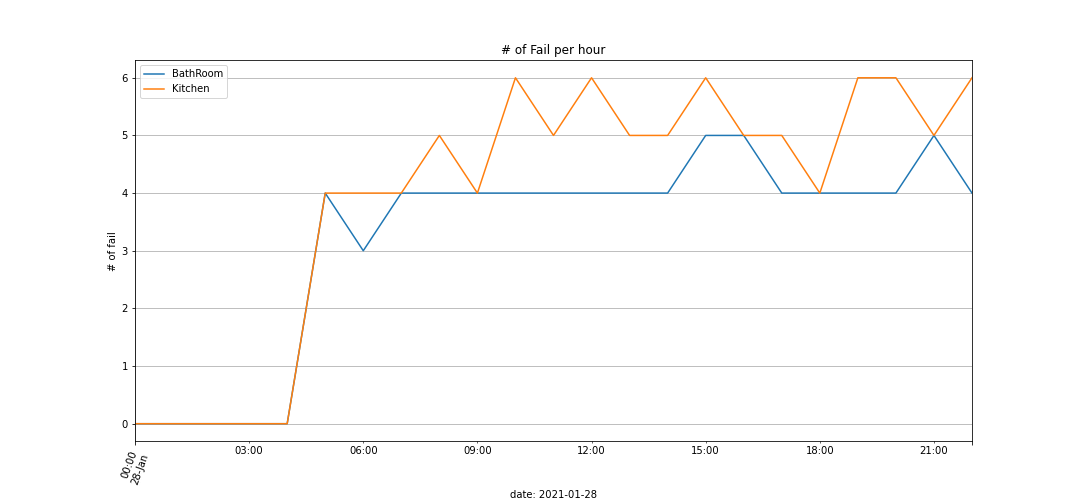 # of Fail per hour
BathRoom
Kitchen
# of fail
6
5
4
3
2
1
0
00:00
28-Jan
03:00
06:00
09:00
12:00
15:00
18:00
21:00
date: 2021-01-28